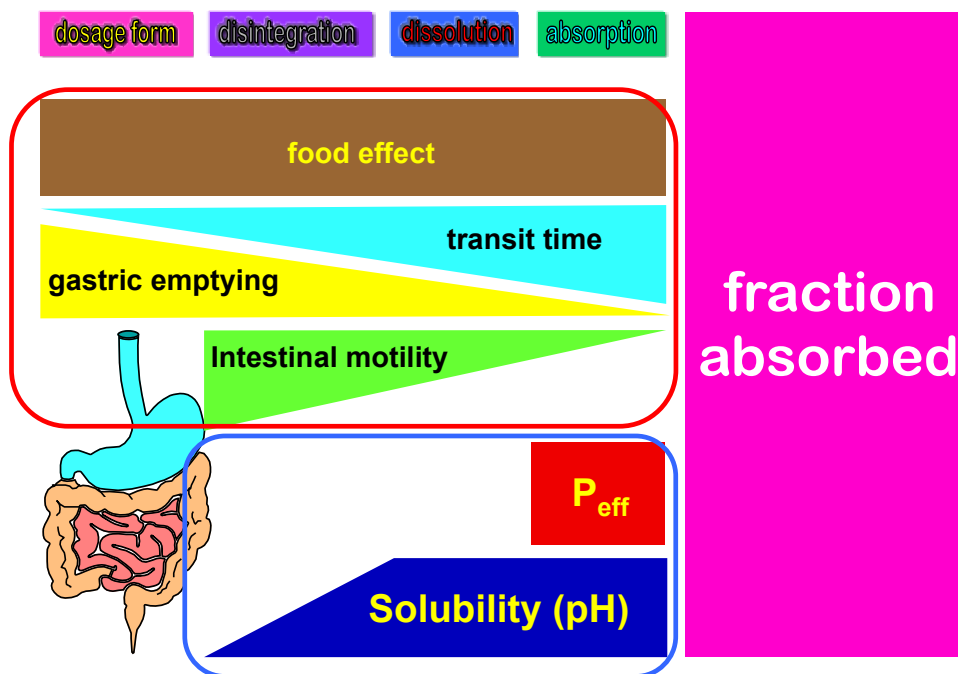 dosage form disintegration dissolution absorption
food effect
transit time
gastric emptying
Intestinal motility
fraction
absorbed
Peff
Solubility (pH)